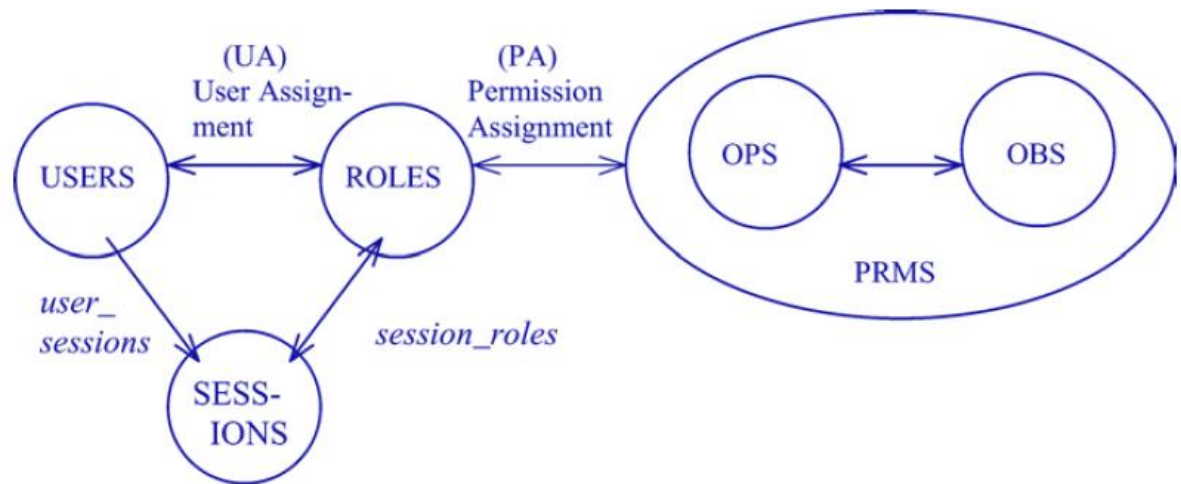 (UA)
User Assign-
ment
(PA)
Permission
Assignment
USERS
ROLES
OPS
OBS
PRMS
user_
sessions
session_roles
SESS-
IONS